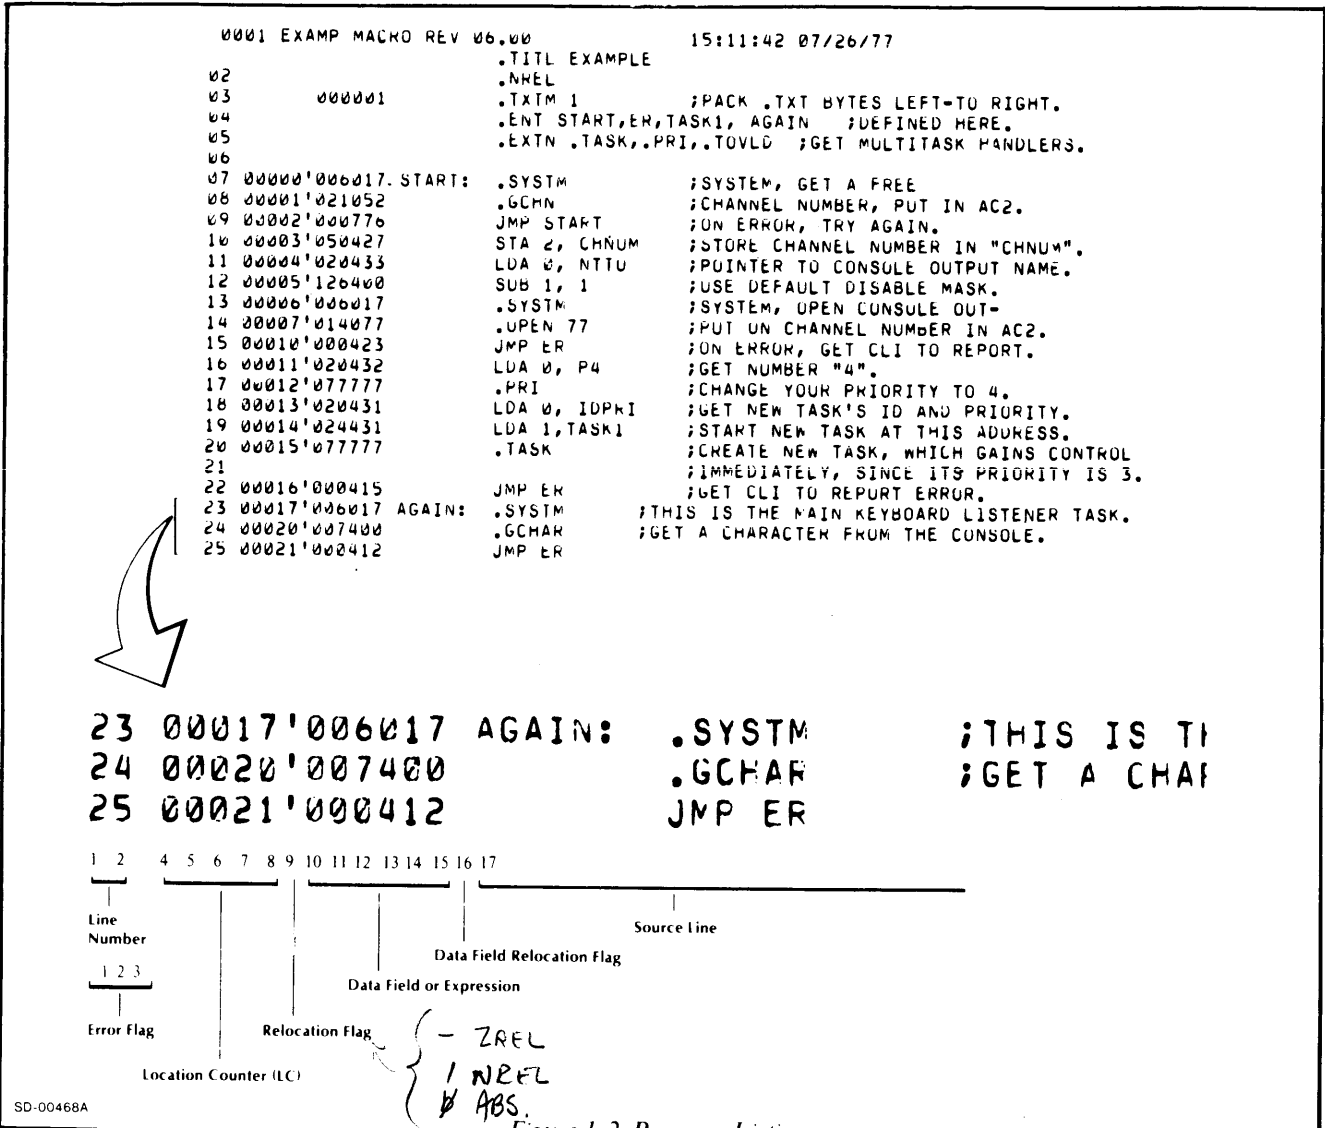 0001 EXAMP MACRO REV 06.00 15:11:42 07/26/77
.TITL EXAMPLE
02 .NREL
03 000001 .TXTM 1 ;PACK .TXT BYTES LEFT-TO RIGHT.
04 .ENT START,ER,TASK1, AGAIN ;DEFINED HERE.
05 .EXTN .TASK,.PRI,.TOVLD ;GET MULTITASK HANDLERS.
06
07 00000'006017 START: .SYSTM ;SYSTEM, GET A FREE
08 00001'021052 .GCHN ;CHANNEL NUMBER, PUT IN AC2.
09 00002'000776 JMP START ;ON ERROR, TRY AGAIN.
10 00003'050427 STA 2, CHNUM ;STORE CHANNEL NUMBER IN "CHNUM".
11 00004'020433 LDA 0, NTTO ;POINTER TO CONSOLE OUTPUT NAME.
12 00005'126400 SUB 1, 1 ;USE DEFAULT DISABLE MASK.
13 00006'006017 .SYSTM ;SYSTEM, OPEN CONSOLE OUT-
14 00007'014077 .OPEN 77 ;PUT ON CHANNEL NUMBER IN AC2.
15 00010'000423 JMP ER ;ON ERROR, GET CLI TO REPORT.
16 00011'020432 LDA 0, P4 ;GET NUMBER "4".
17 00012'077777 .PRI ;CHANGE YOUR PRIORITY TO 4.
18 00013'020431 LDA 0, IDPRI ;GET NEW TASK'S ID AND PRIORITY.
19 00014'024431 LDA 1,TASK1 ;START NEW TASK AT THIS ADDRESS.
20 00015'077777 .TASK ;CREATE NEW TASK, WHICH GAINS CONTROL
21 ;IMMEDIATELY, SINCE ITS PRIORITY IS 3.
22 00016'000415 JMP ER ;GET CLI TO REPORT ERROR.
23 00017'006017 AGAIN: .SYSTM ;THIS IS THE MAIN KEYBOARD LISTENER TASK.
24 00020'007400 .GCHAR ;GET A CHARACTER FROM THE CONSOLE.
25 00021'000412 JMP ER
23 00017'006017 AGAIN: .SYSTM ;THIS IS
24 00020'007400 .GCHAR ;GET A
25 00021'000412 JMP ER
1 2 4 5 6 7 8 9 10 11 12 13 14 15 16 17
Line Number
Source Line
Data Field Relocation Flag
1 2 3
Data Field or Expression
Error Flag
Relocation Flag
- ZREL
' NREL
ƀ ABS.
Location Counter (LC)
SD-00468A